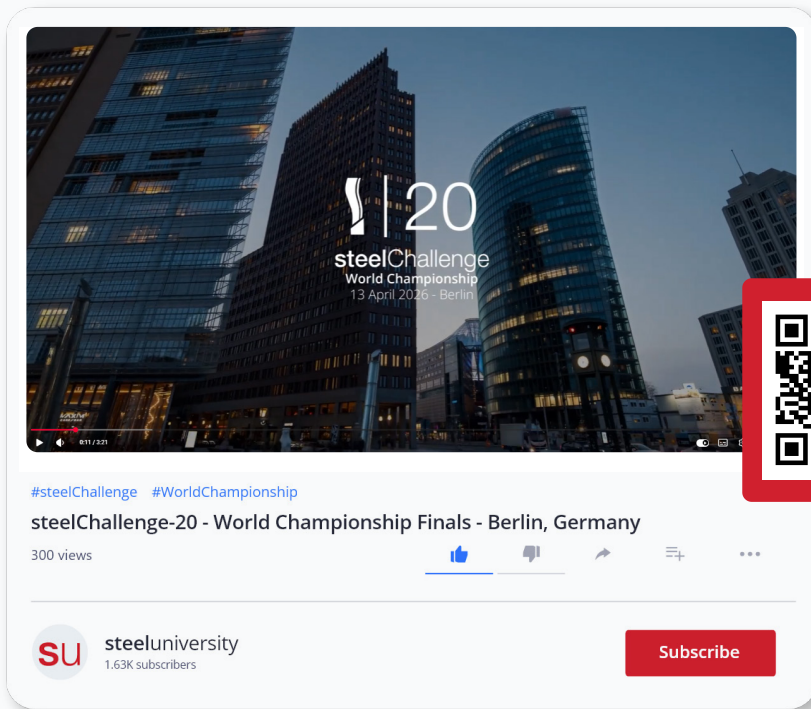 20
steelChallenge
World Championship
13 April 2026 - Berlin
0:11 / 3:21
#steelChallenge #WorldChampionship
steelChallenge-20 - World Championship Finals - Berlin, Germany
300 views
su
steeluniversity
1.63K subscribers
Subscribe